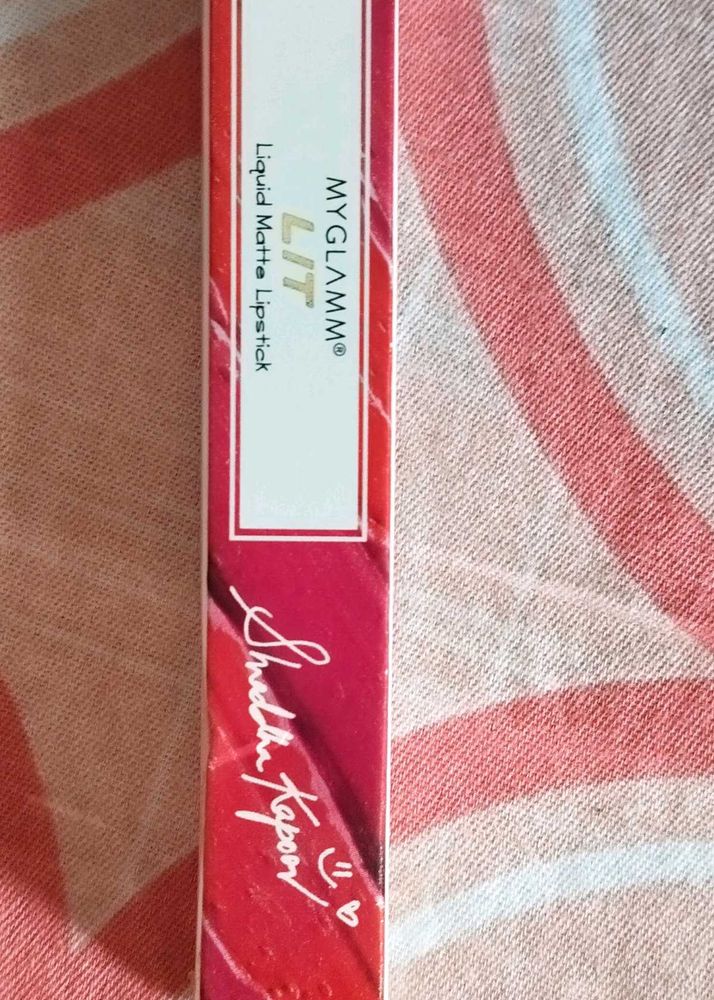 MYGLAMM®
LIT
Liquid Matte Lipstick
Shraddha Kapoor